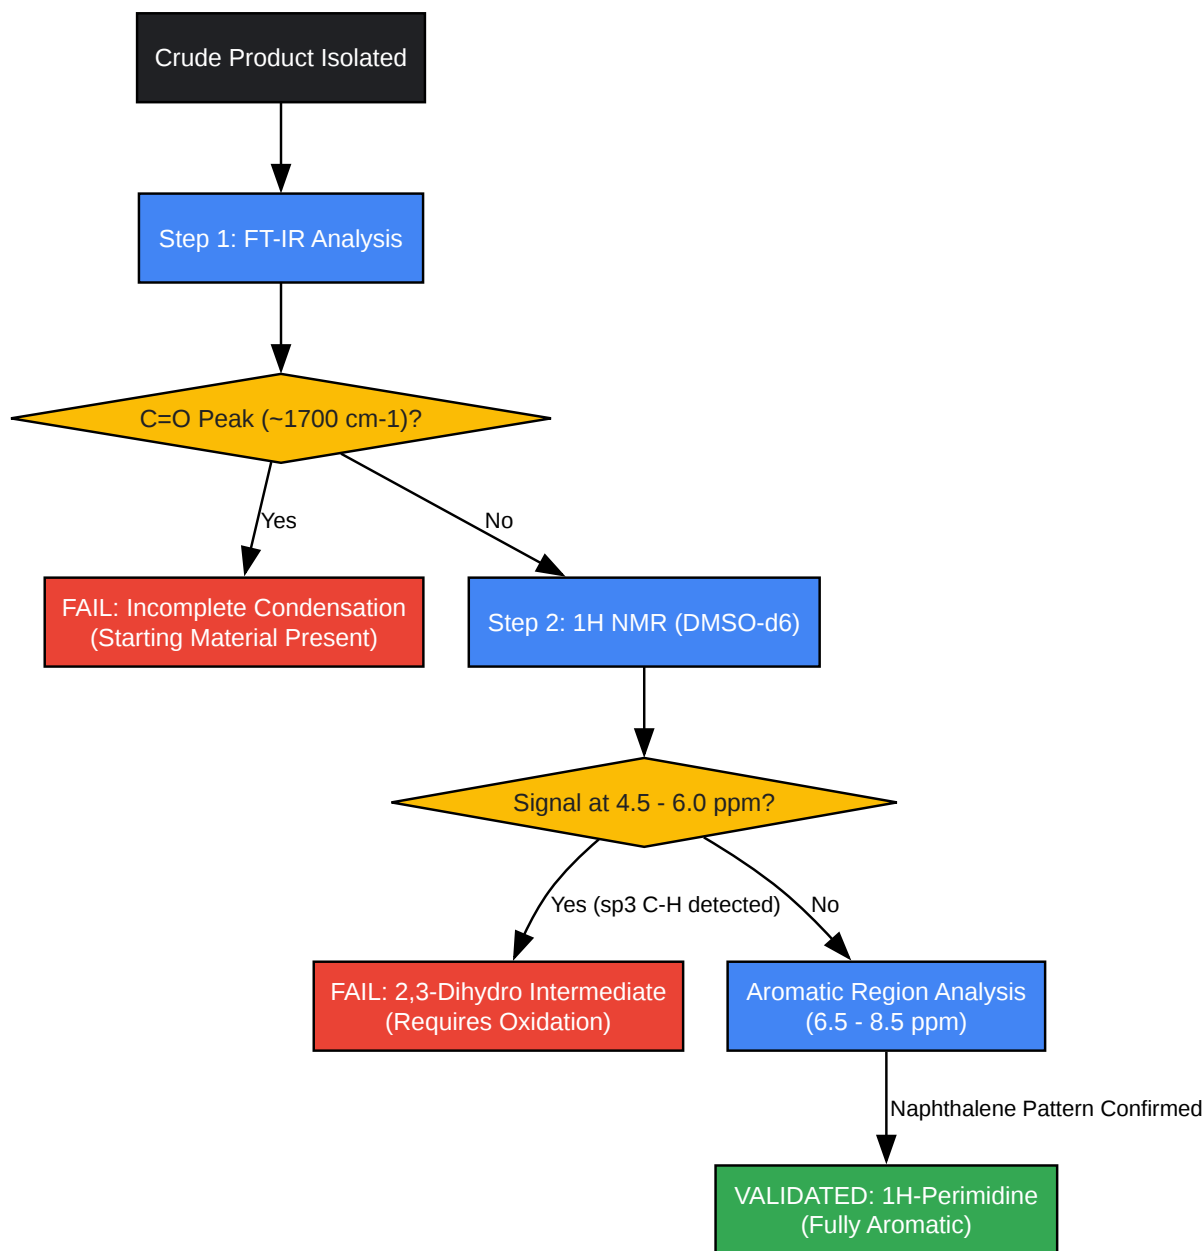 Crude Product Isolated
Step 1: FT-IR Analysis
C=O Peak (~1700 cm-1)?
Yes
No
FAIL: Incomplete Condensation
(Starting Material Present)
Step 2: 1H NMR (DMSO-d6)
Signal at 4.5 - 6.0 ppm?
Yes (sp3 C-H detected)
No
FAIL: 2,3-Dihydro Intermediate
(Requires Oxidation)
Aromatic Region Analysis
(6.5 - 8.5 ppm)
Naphthalene Pattern Confirmed
VALIDATED: 1H-Perimidine
(Fully Aromatic)